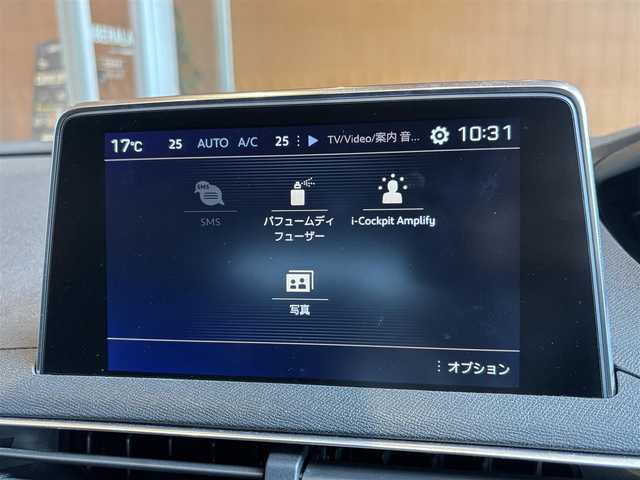 17℃ 25 AUTO A/C 25 TV/Video/案内 音... 10:31
SMS
SMS
パフュームディ
フューザー
i-Cockpit Amplify
写真
オプション